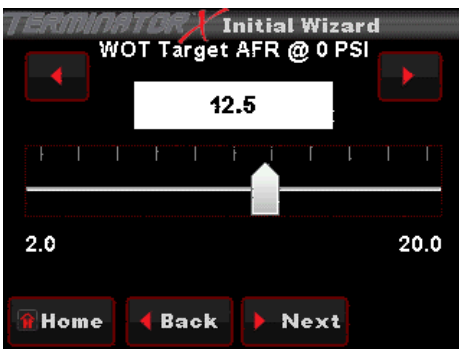 TERMINATOR X Initial Wizard
WOT Target AFR @ 0 PSI
12.5
2.0 20.0
Home Back Next